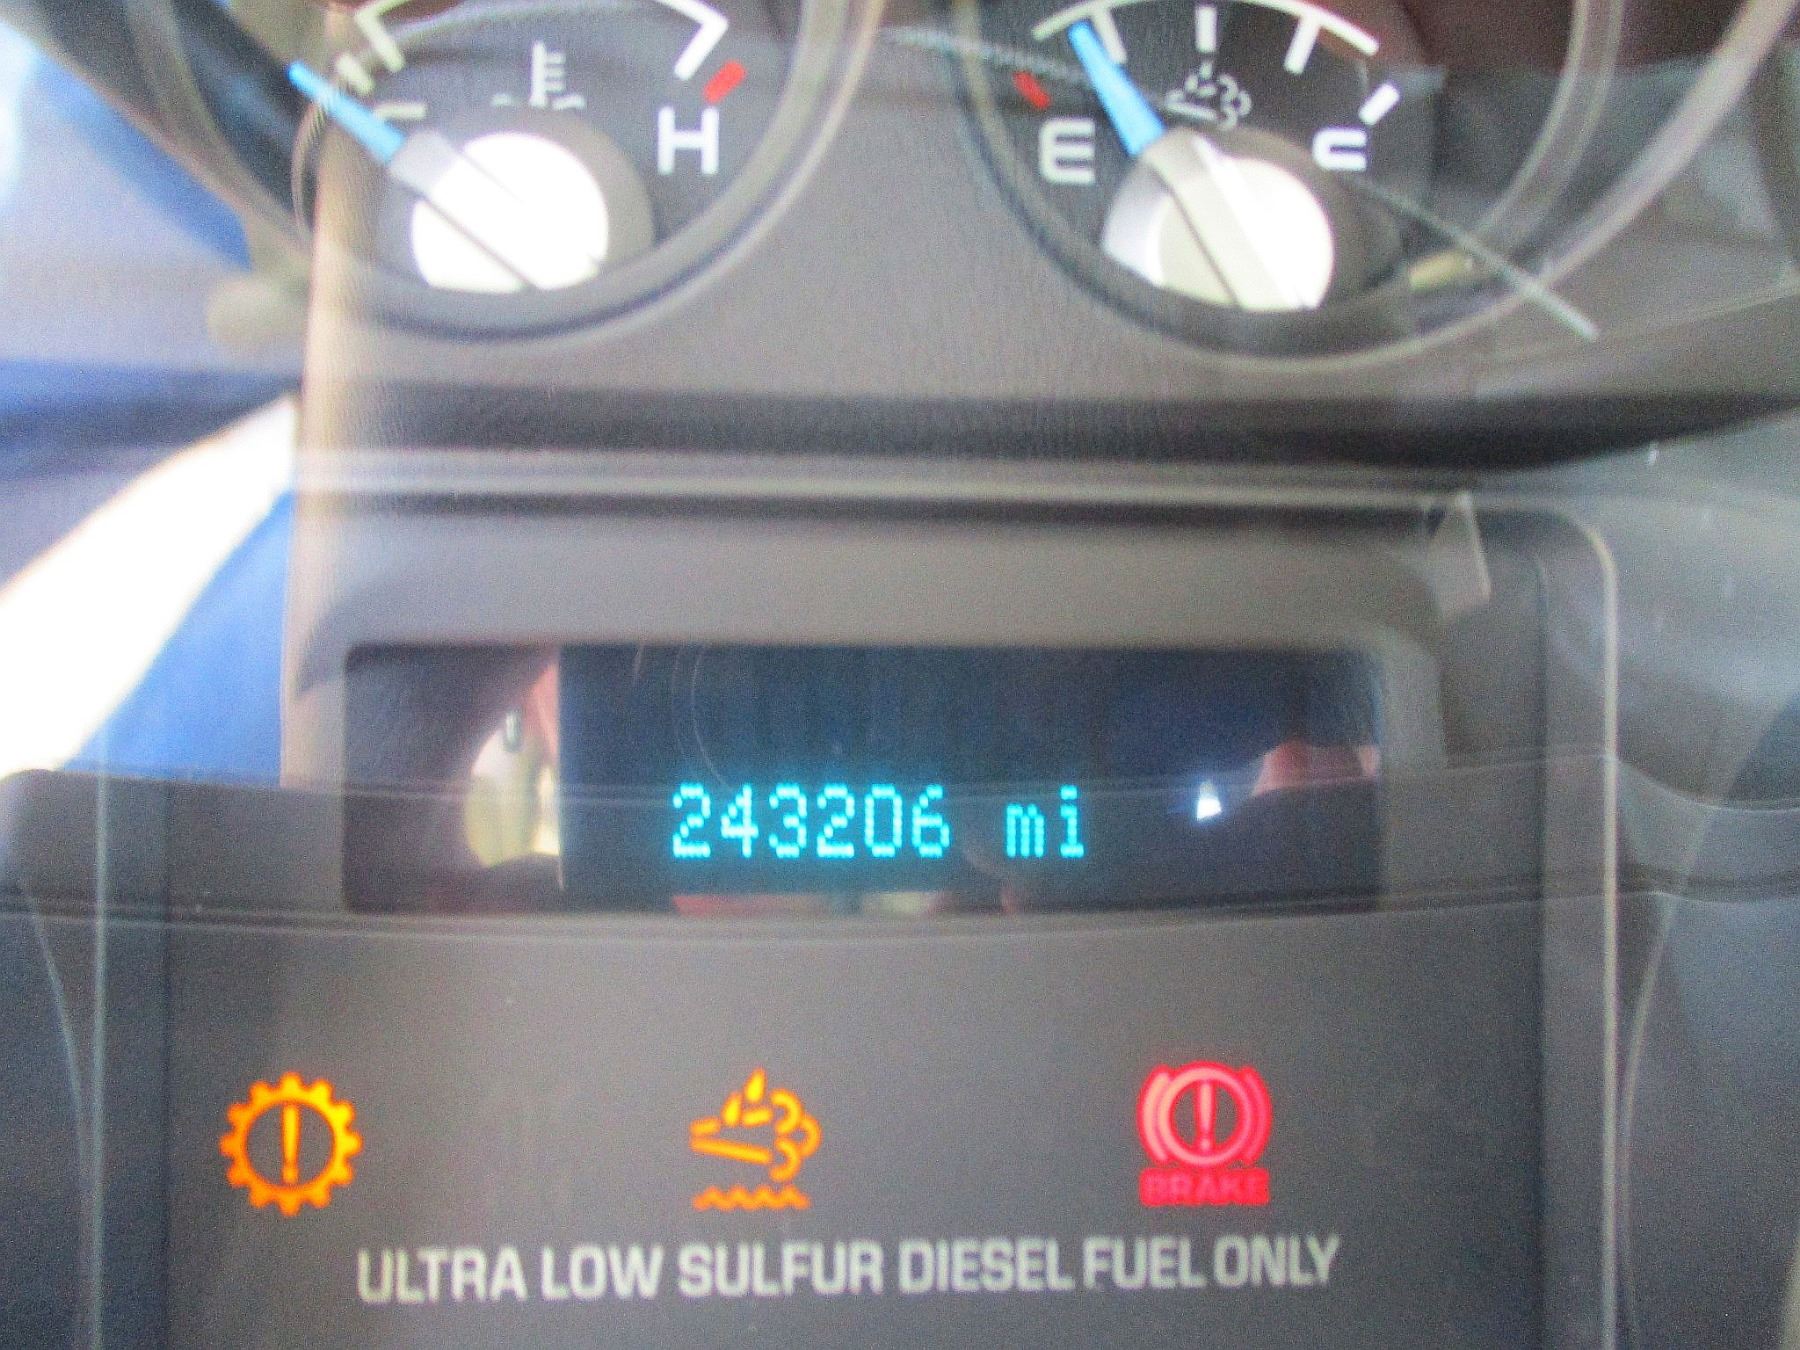 H
E
243206 mi
BRAKE
ULTRA LOW SULFUR DIESEL FUEL ONLY